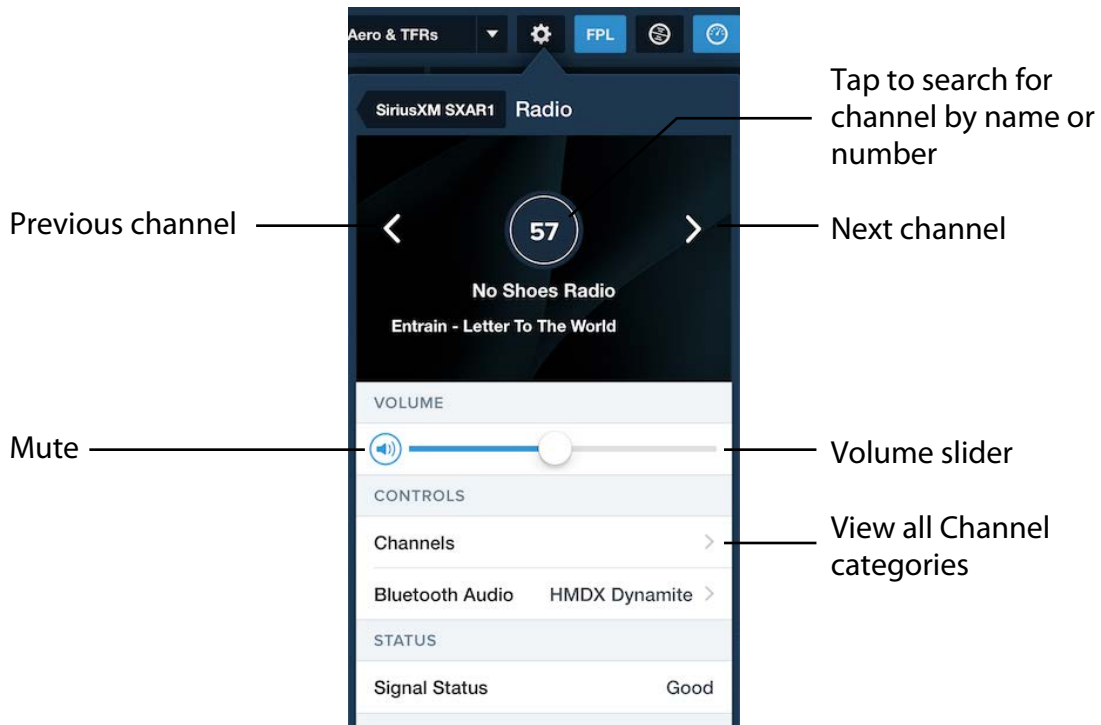 Aero & TFRs
FPL
SiriusXM SXAR1 Radio
Tap to search for
channel by name or
number
Previous channel
57
Next channel
No Shoes Radio
Entrain - Letter To The World
VOLUME
Mute
Volume slider
CONTROLS
Channels
View all Channel
categories
Bluetooth Audio HMDX Dynamite
STATUS
Signal Status Good